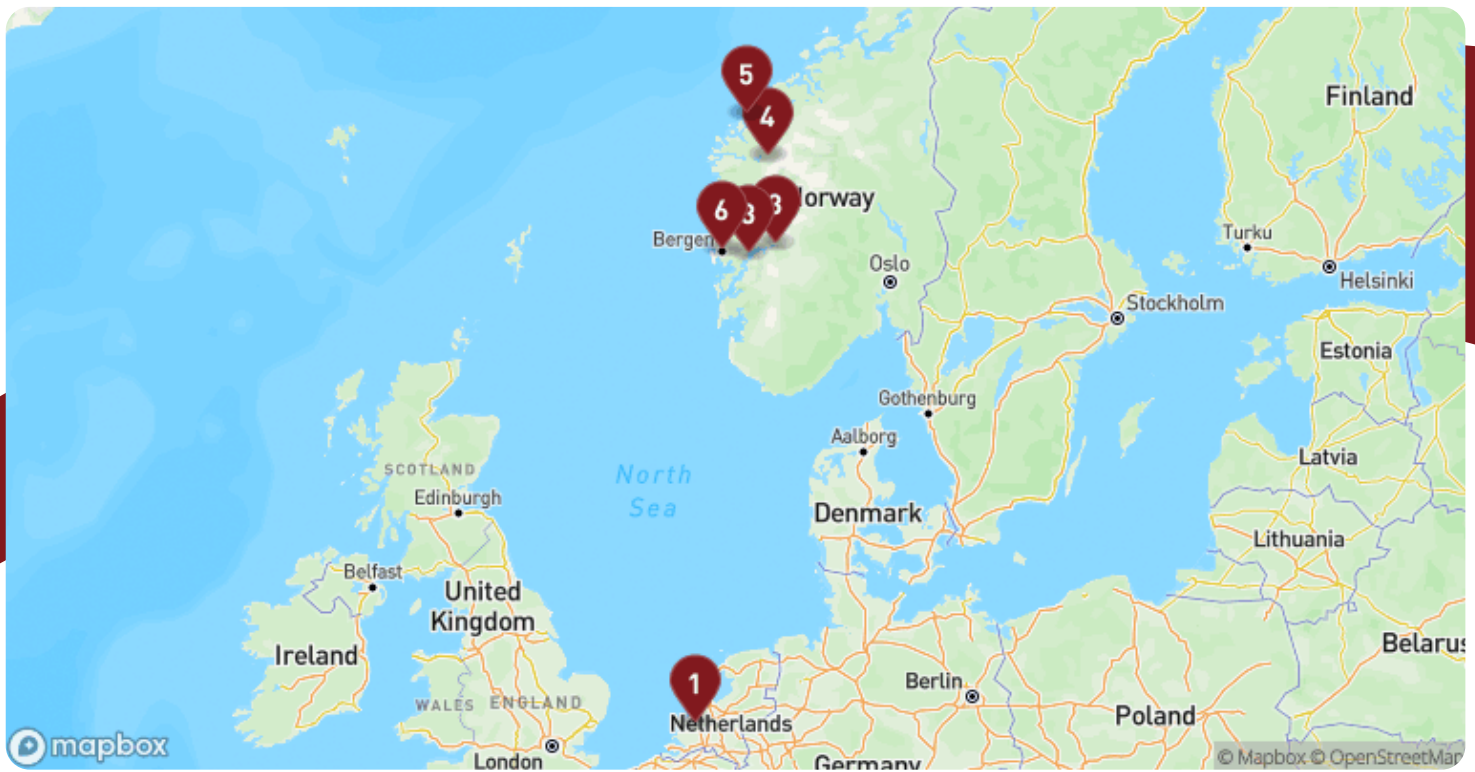 5
4
Finland
6
3
3
orway
Bergen
Turku
Oslo
Helsinki
Stockholm
Estonia
Gothenburg
Aalborg
Latvia
SCOTLAND
North
Sea
Edinburgh
Denmark
Lithuania
Belfast
United
Kingdom
Ireland
Belarus
1
Berlin
WALES
ENGLAND
Netherlands
Poland
mapbox
London
Germany
© Mapbox © OpenStreetMap